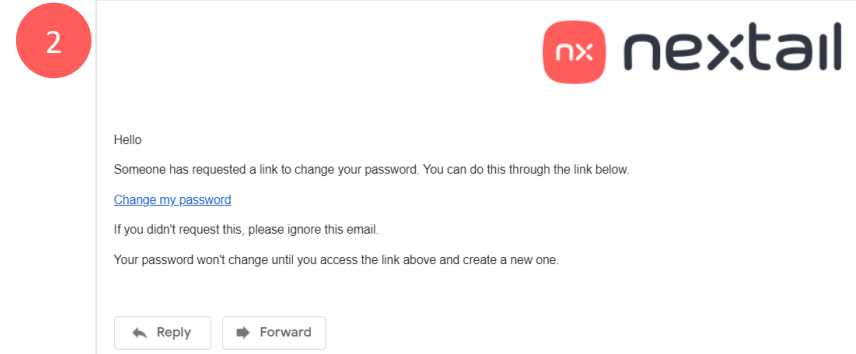 2
nx nextail
Hello
Someone has requested a link to change your password. You can do this through the link below.
Change my password
If you didn't request this, please ignore this email.
Your password won't change until you access the link above and create a new one.
Reply Forward